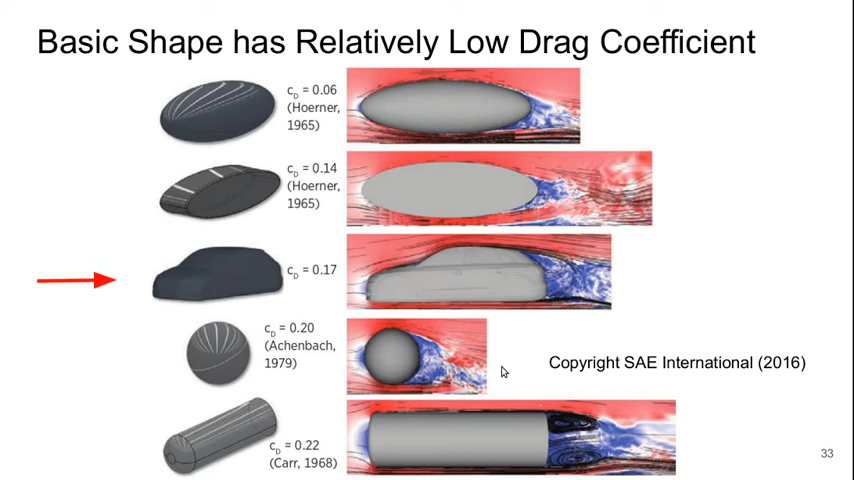 Basic Shape has Relatively Low Drag Coefficient
c_D = 0.06
(Hoerner,
1965)
c_D = 0.14
(Hoerner,
1965)
c_D = 0.17
c_D = 0.20
(Achenbach,
1979)
Copyright SAE International (2016)
c_D = 0.22
(Carr, 1968)
33